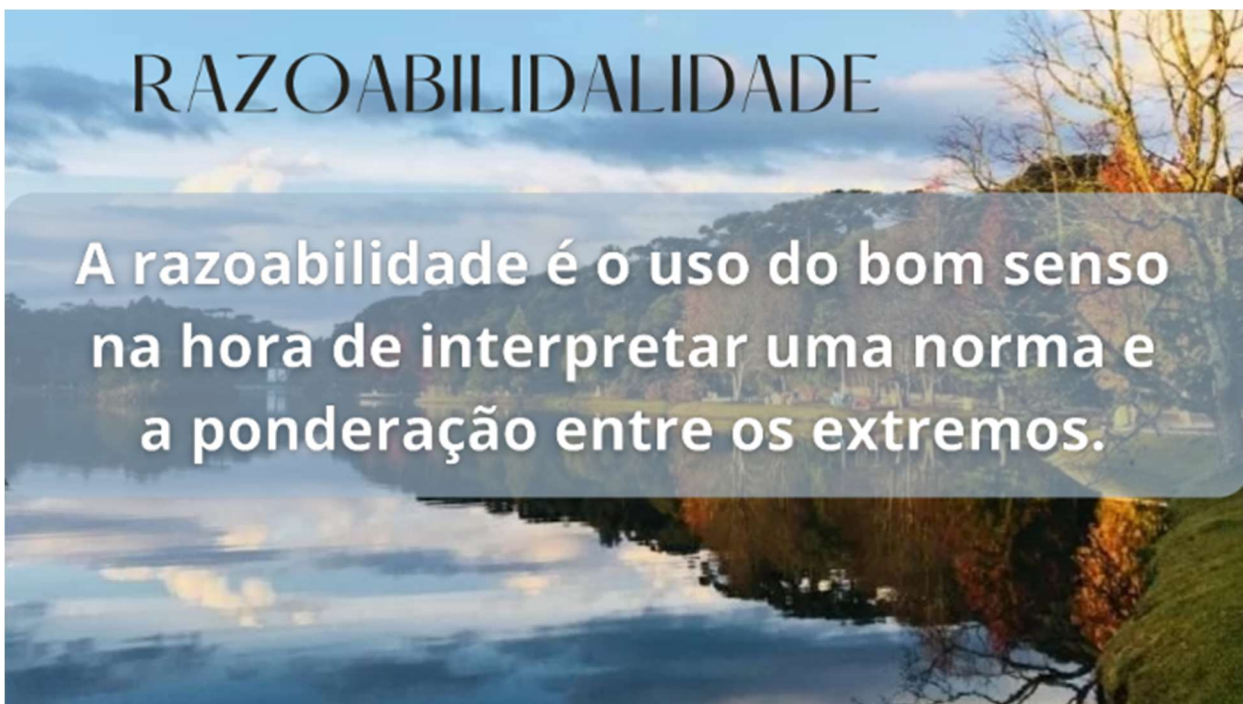 RAZOABILIDALIDADE
A razoabilidade é o uso do bom senso
na hora de interpretar uma norma e
a ponderação entre os extremos.